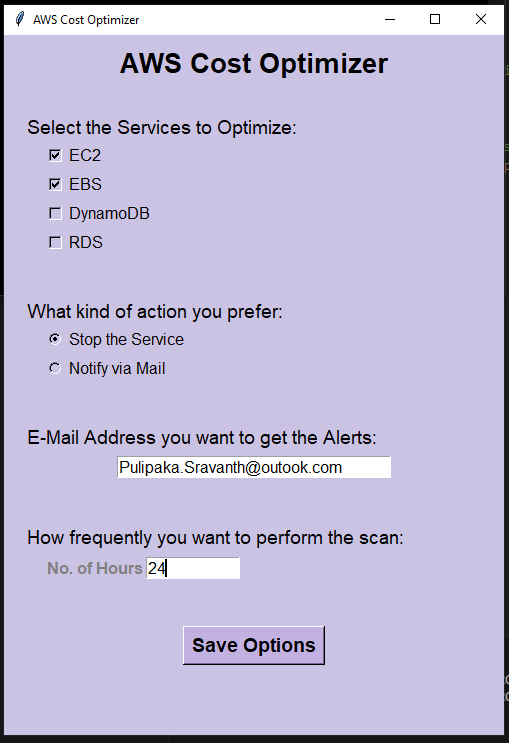 AWS Cost Optimizer
AWS Cost Optimizer
Select the Services to Optimize:
EC2
EBS
DynamoDB
RDS
What kind of action you prefer:
Stop the Service
Notify via Mail
E-Mail Address you want to get the Alerts:
Pulipaka.Sravanth@outook.com
How frequently you want to perform the scan:
No. of Hours 24
Save Options